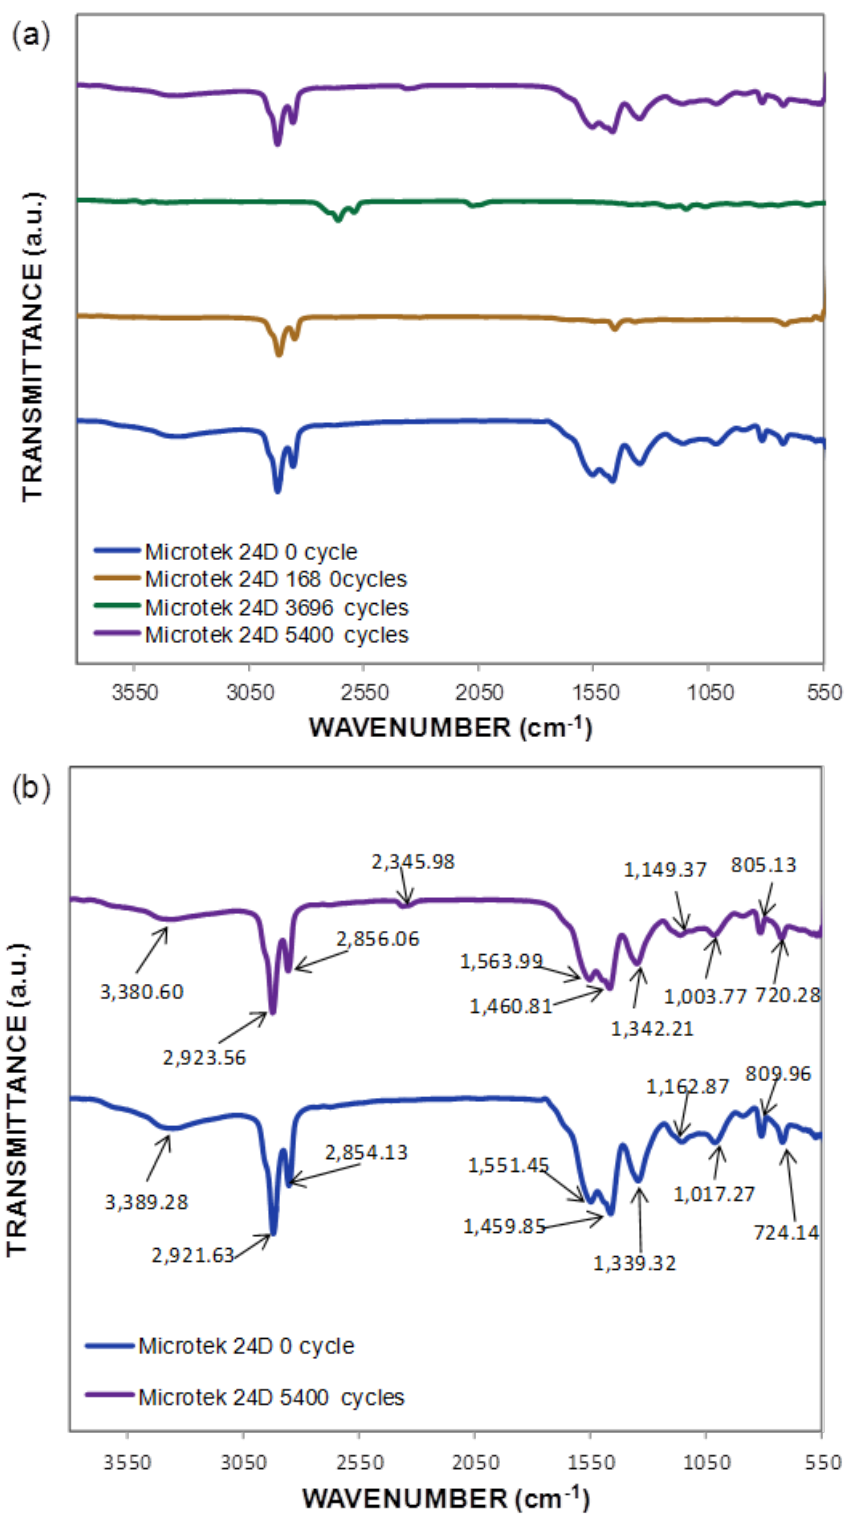 (a)
TRANSMITTANCE (a.u.)
Microtek 24D 0 cycle
Microtek 24D 168 0cycles
Microtek 24D 3696 cycles
Microtek 24D 5400 cycles
3550 3050 2550 2050 1550 1050 550
WAVENUMBER (cm-1)
(b)
TRANSMITTANCE (a.u.)
2,345.98
1,149.37
805.13
2,856.06
1,563.99
3,380.60
1,460.81
1,003.77
720.28
1,342.21
2,923.56
1,162.87
809.96
2,854.13
1,551.45
3,389.28
1,017.27
1,459.85
724.14
2,921.63
1,339.32
Microtek 24D 0 cycle
Microtek 24D 5400 cycles
3550 3050 2550 2050 1550 1050 550
WAVENUMBER (cm-1)